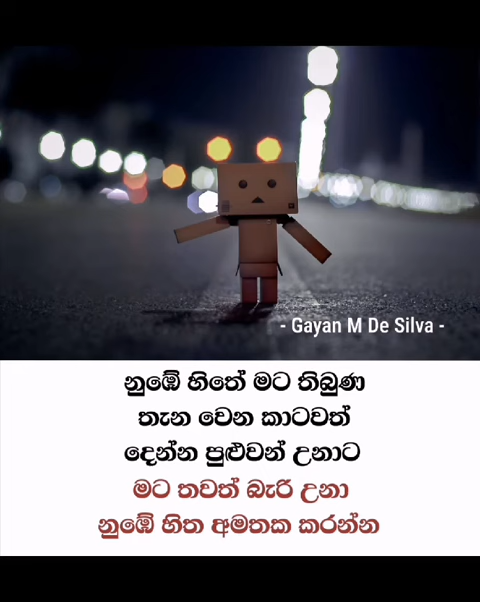 - Gayan M De Silva -
නුඹේ හිතේ මට තිබුණ
තැන වෙන කාටවත්
දෙන්න පුළුවන් උනාට
මට තවත් බැරි උනා
නුඹේ හිත අමතක කරන්න